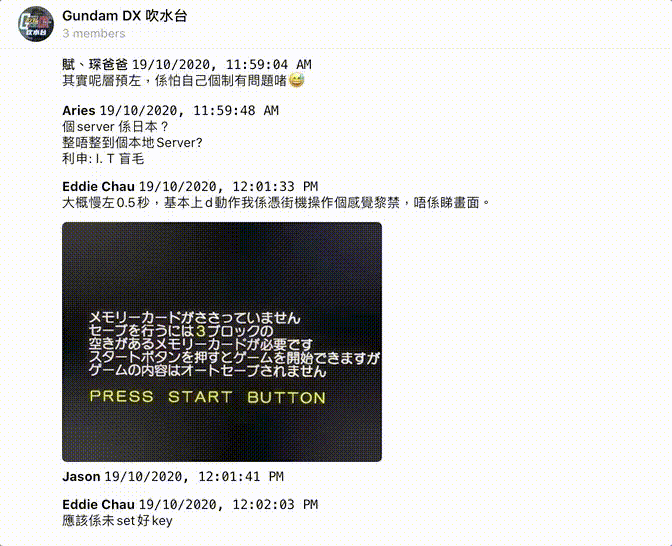 Gundam DX 吹水台
3 members
賦、琛爸爸 19/10/2020, 11:59:04 AM
其實呢層預左，係怕自己個制有問題啫😅
Aries 19/10/2020, 11:59:48 AM
個server 係日本？
整唔整到個本地Server?
利申: I. T 盲毛
Eddie Chau 19/10/2020, 12:01:33 PM
大概慢左0.5秒，基本上d動作我係憑街機操作個感覺黎禁，唔係睇畫面。
メモリーカードがささっていません
セーブを行うには3ブロックの
空きがあるメモリーカードが必要です
スタートボタンを押すとゲームを開始できますが
ゲームの内容はオートセーブされません
PRESS START BUTTON
Jason 19/10/2020, 12:01:41 PM
Eddie Chau 19/10/2020, 12:02:03 PM
應該係未set好key